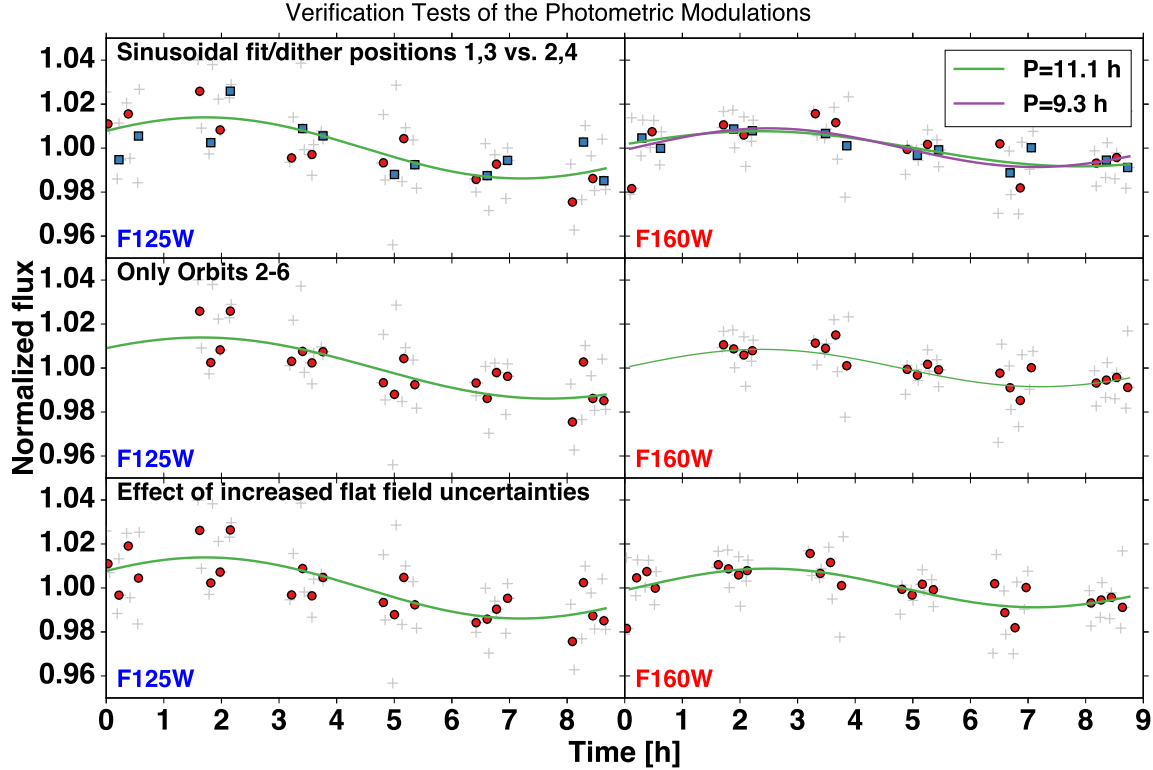 Verification Tests of the Photometric Modulations
Sinusoidal fit/dither positions 1,3 vs. 2,4
P=11.1 h
P=9.3 h
1.04
1.02
1.00
0.98
0.96
F125W
F160W
Only Orbits 2-6
1.04
1.02
1.00
0.98
0.96
F125W
F160W
Normalized flux
Effect of increased flat field uncertainties
1.04
1.02
1.00
0.98
0.96
F125W
F160W
0 1 2 3 4 5 6 7 8 0 1 2 3 4 5 6 7 8 9
Time [h]